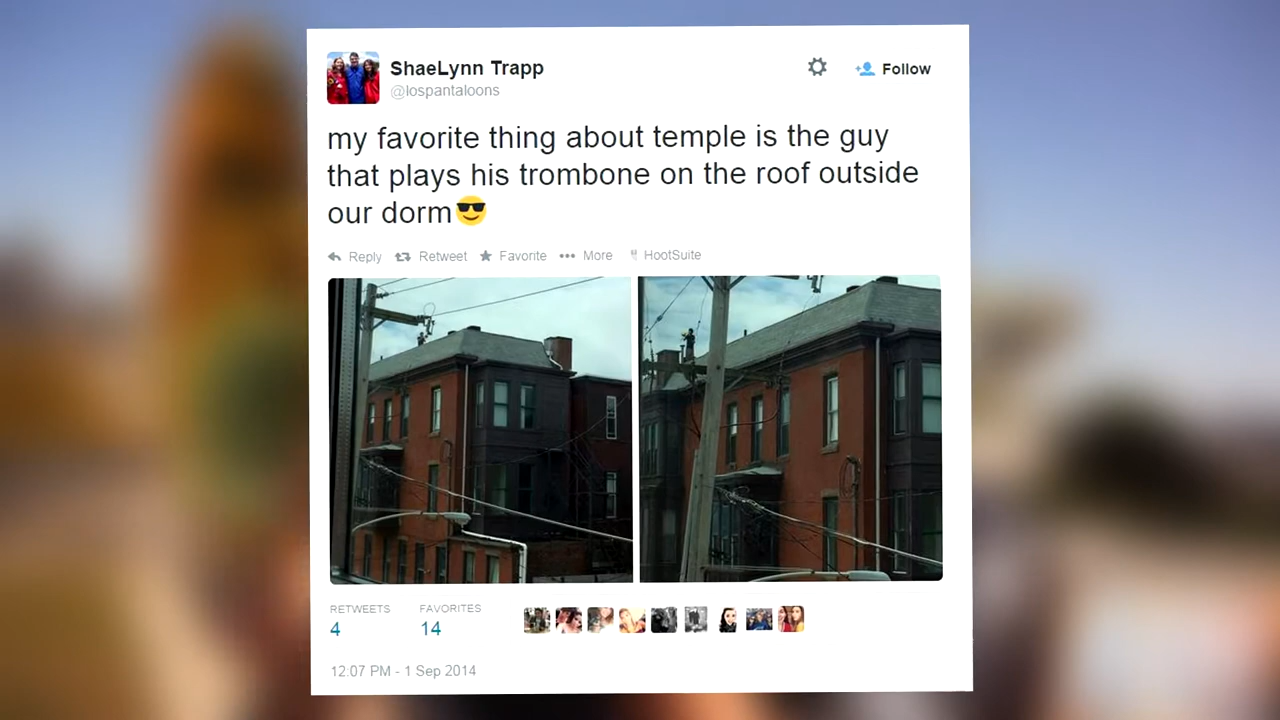 ShaeLynn Trapp
@lospantaloons
Follow
my favorite thing about temple is the guy
that plays his trombone on the roof outside
our dorm😎
Reply Retweet Favorite More HootSuite
RETWEETS FAVORITES
4 14
12:07 PM - 1 Sep 2014